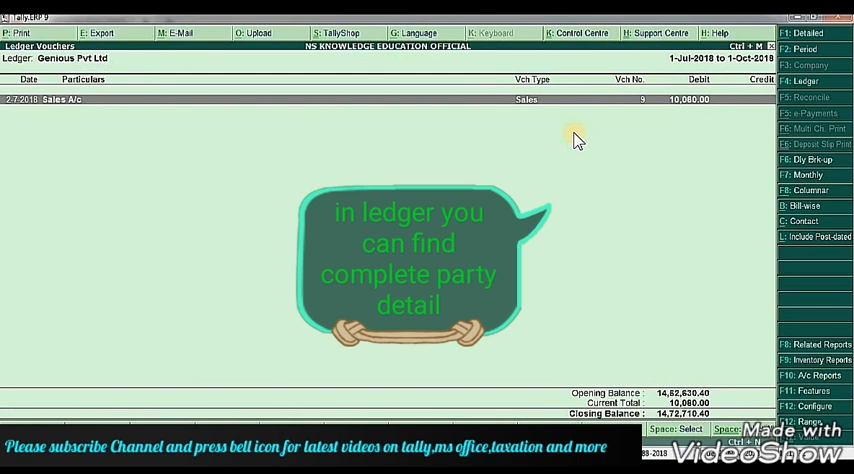 Tally.ERP 9
P: Print E: Export M: E-Mail O: Upload S: TallyShop G: Language K: Keyboard K: Control Centre H: Support Centre H: Help
Ledger Vouchers NS KNOWLEDGE EDUCATION OFFICIAL Ctrl + M
Ledger: Genious Pvt Ltd 1-Jul-2018 to 1-Oct-2018
Date Particulars Vch Type Vch No. Debit Credit
2-7-2018 Sales A/c Sales 9 10,080.00
in ledger you
can find
complete party
detail
Opening Balance : 14,62,630.40
Current Total : 10,080.00
Closing Balance : 14,72,710.40
F1: Detailed
F2: Period
F3: Company
F4: Ledger
F5: Reconcile
F5: e-Payments
F6: Multi Ch. Print
F6: Deposit Slip Print
F6: Dly Brk-up
F7: Monthly
F8: Columnar
B: Bill-wise
C: Contact
L: Include Post-dated
F8: Related Reports
F9: Inventory Reports
F10: A/c Reports
F11: Features
F12: Configure
F12: Range
Space: Select Space:
Ctrl + N
Please subscribe Channel and press bell icon for latest videos on tally,ms office,taxation and more
Made with
VideoShow